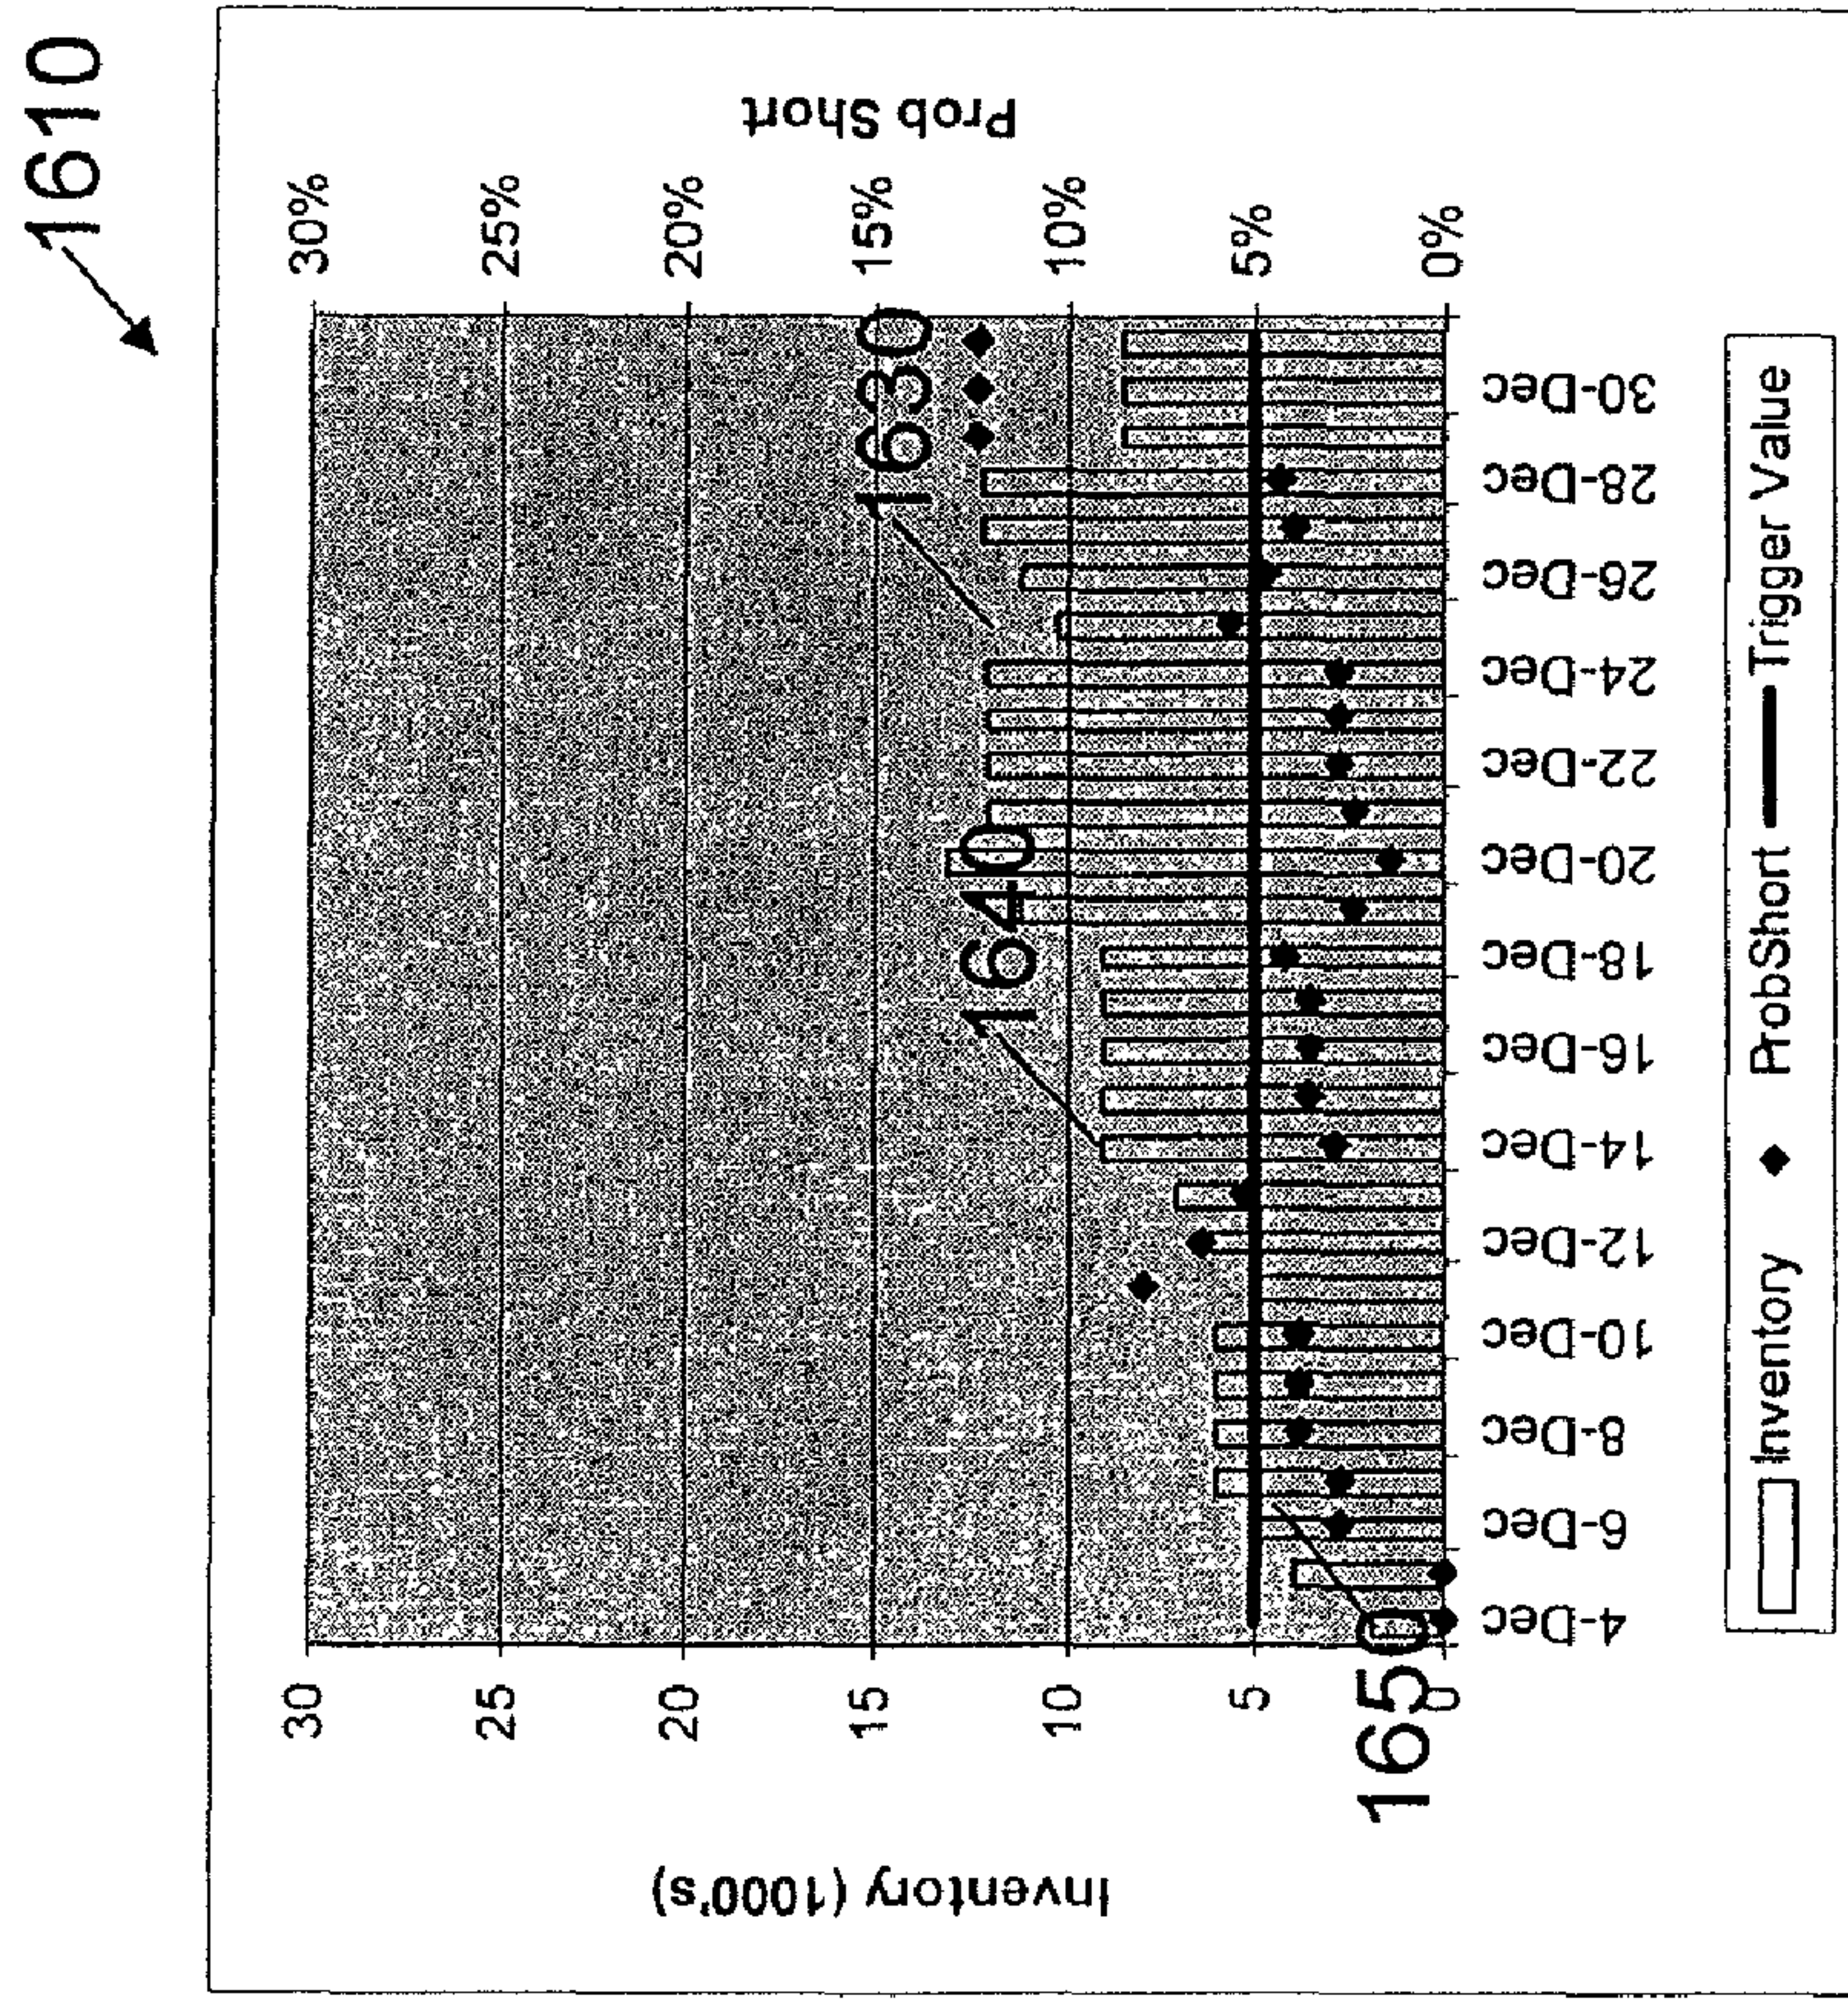 1610
30
25
20
15
10
5
0
Inventory (1000's)
30%
25%
20%
15%
10%
5%
0%
Prob Short
1630
1640
1650
4-Dec
6-Dec
8-Dec
10-Dec
12-Dec
14-Dec
16-Dec
18-Dec
20-Dec
22-Dec
24-Dec
26-Dec
28-Dec
30-Dec
Inventory ProbShort Trigger Value